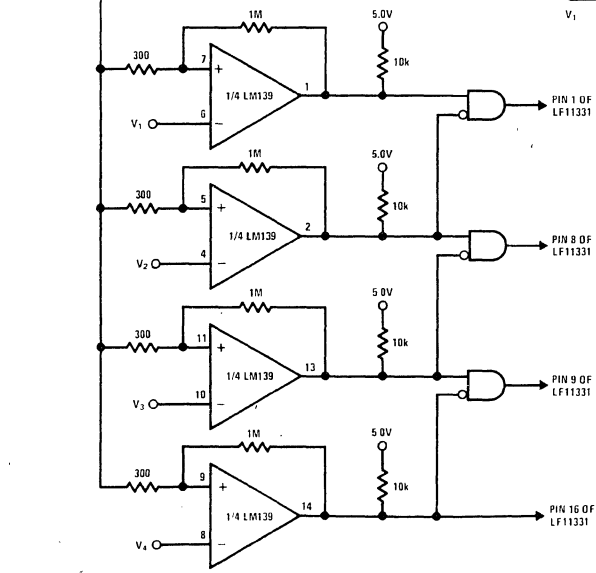 1M
5.0V
V1
300
7
+
10k
1/4 LM139
1
PIN 1 OF
LF11331
6
V1
−
1M
5.0V
300
5
+
10k
1/4 LM139
2
PIN 8 OF
LF11331
4
V2
−
1M
5 0V
300
11
+
10k
1/4 LM139
13
PIN 9 OF
LF11331
10
V3
−
1M
5 0V
300
9
+
10k
1/4 LM139
14
PIN 16 OF
LF11331
8
V4
−